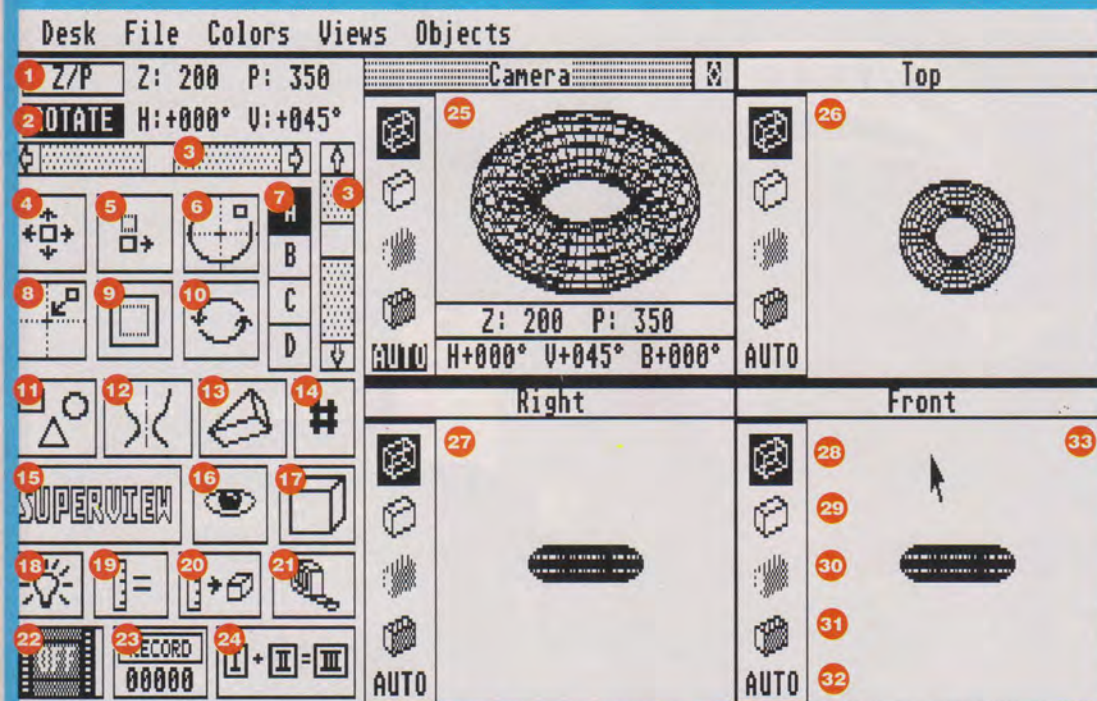 Desk File Colors Views Objects
1 Z/P Z: 200 P: 350
2 ROTATE H:+000° V:+045°
3
3
4 5 6 7 A
B
8 9 10 C
D
11 12 13 14 #
15 SUPERVIEW 16 17
18 19 = 20 21
22 OFF 23 RECORD 00000 24 I + II = III
Camera
25
Z: 200 P: 350
AUTO H+000° V+045° B+000°
Top
26
AUTO
Right
27
AUTO
Front
28
33
29
30
31
AUTO 32